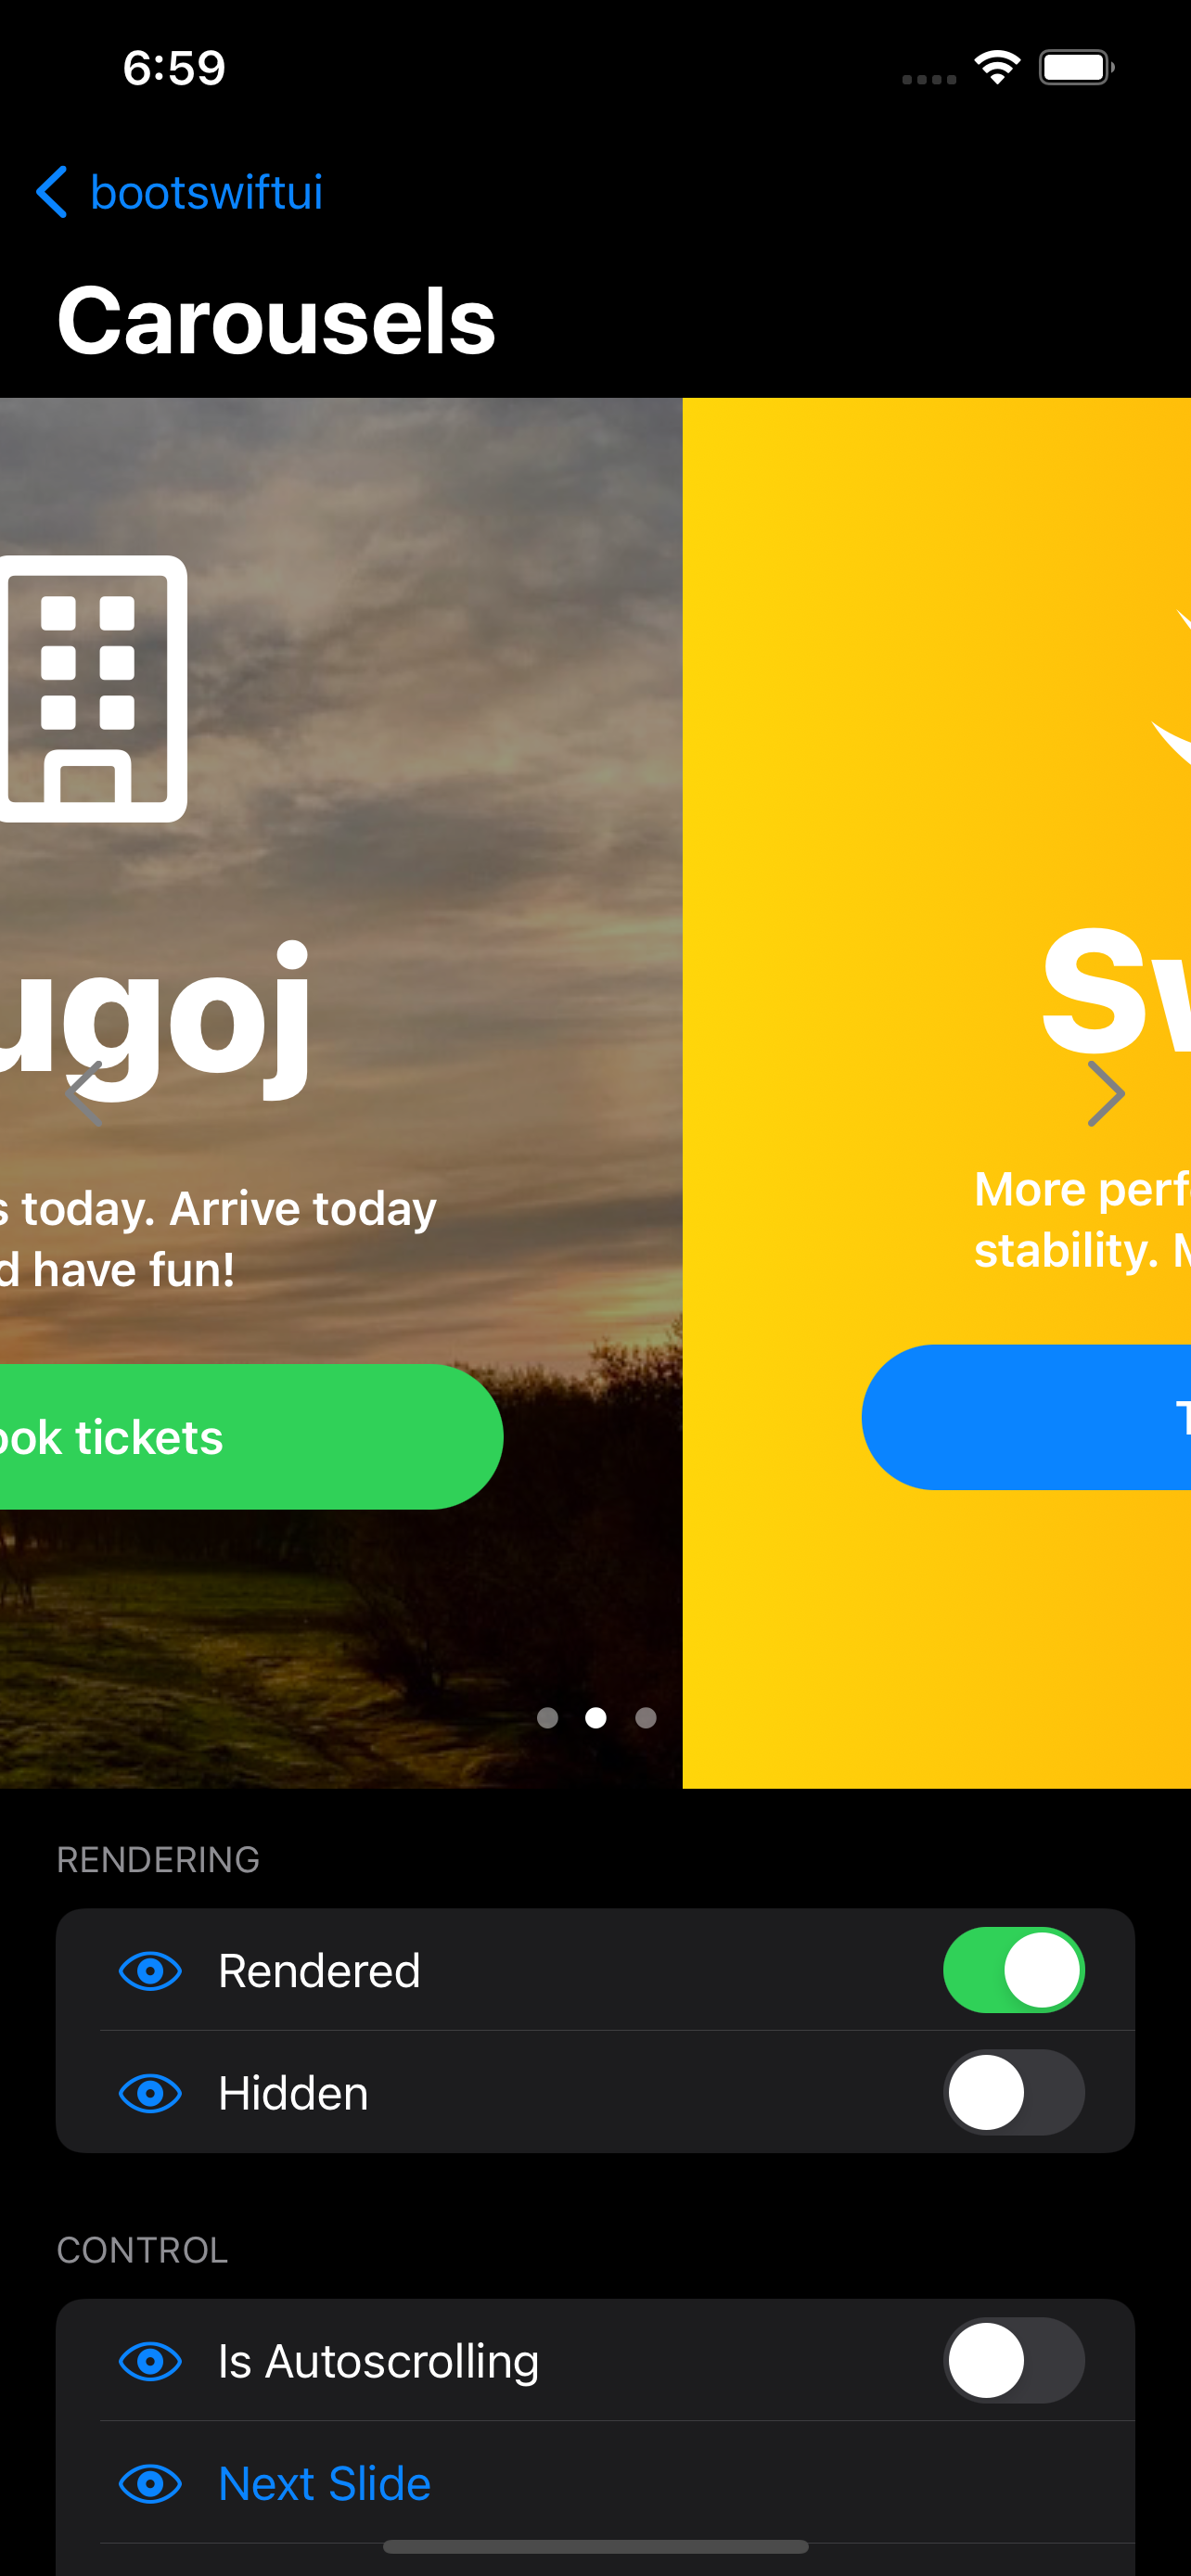 6:59
bootswiftui
Carousels
ugoj
Sw
s today. Arrive today
d have fun!
More perf
stability. M
ook tickets
T
RENDERING
Rendered
Hidden
CONTROL
Is Autoscrolling
Next Slide